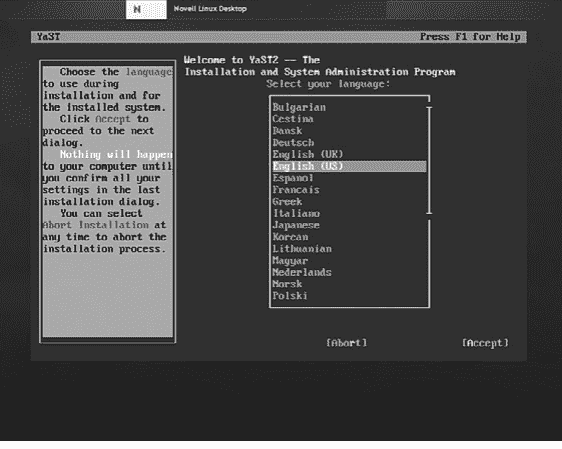 N Novell Linux Desktop
YaST Press F1 for Help
Choose the language
to use during
installation and for
the installed system.
Click Accept to
proceed to the next
dialog.
Nothing will happen
to your computer until
you confirm all your
settings in the last
installation dialog.
You can select
Abort Installation at
any time to abort the
installation process.
Welcome to YaST2 -- The
Installation and System Administration Program
Select your language:
Bulgarian
Cestina
Dansk
Deutsch
English (UK)
English (US)
Espanol
Francais
Greek
Italiano
Japanese
Korean
Lithuanian
Magyar
Nederlands
Norsk
Polski
[Abort] [Accept]